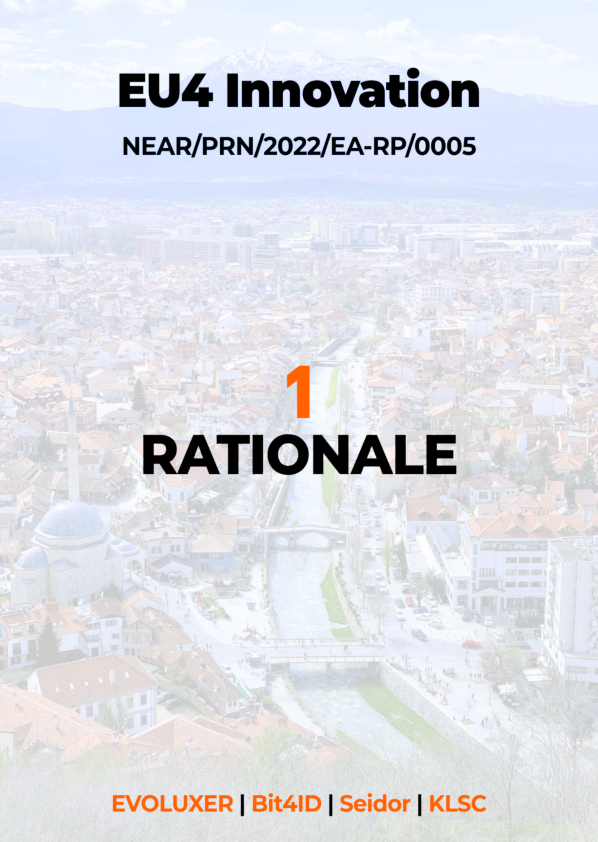 EU4 Innovation
NEAR/PRN/2022/EA-RP/0005
1
RATIONALE
EVOLUXER | Bit4ID | Seidor | KLSC